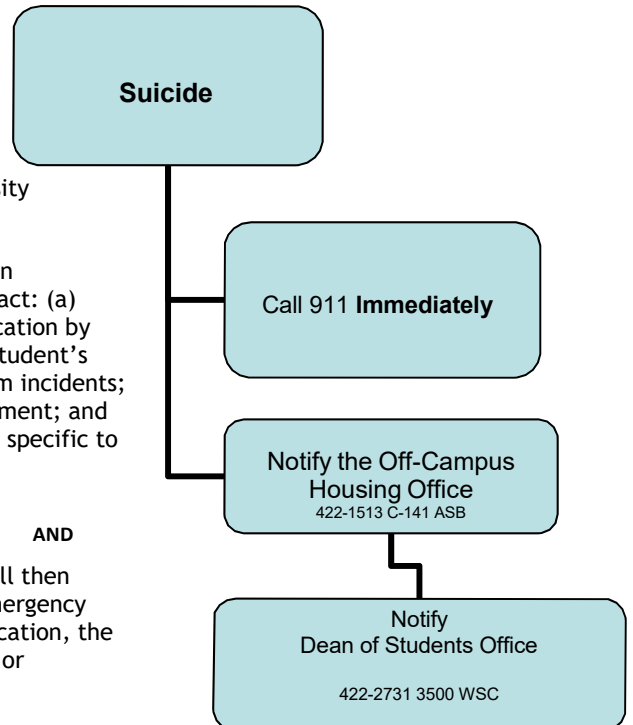 Suicide
sity
n
act: (a)
cation by
tudent’s
m incidents;
ment; and
specific to
AND
ll then
mergency
cation, the
or
Call 911 Immediately
Notify the Off-Campus
Housing Office
422-1513 C-141 ASB
Notify
Dean of Students Office
422-2731 3500 WSC